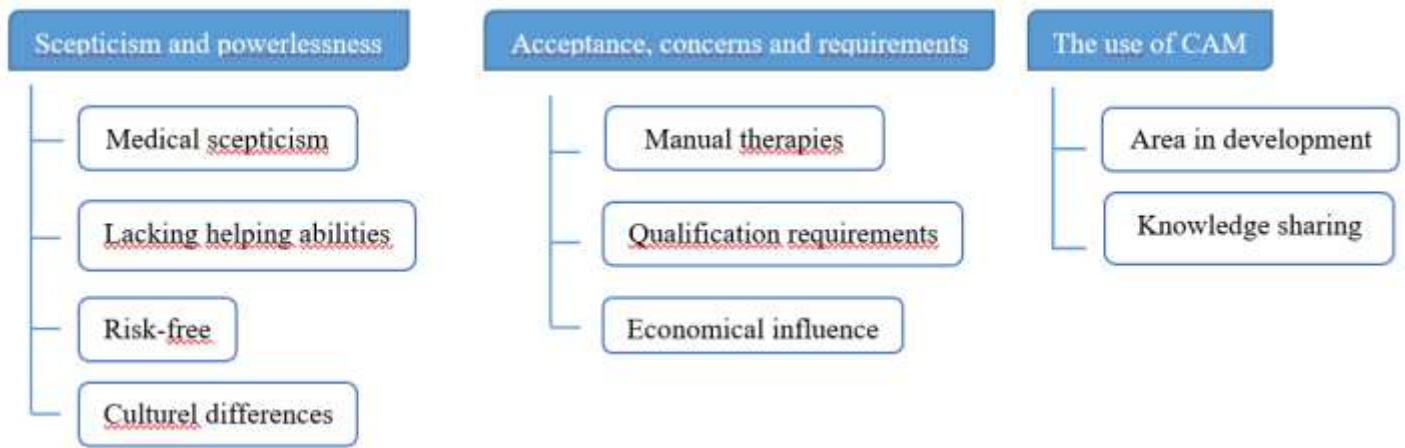 Scepticism and powerlessness
Medical scepticism
Lacking helping abilities
Risk-free
Culturel differences
Acceptance, concerns and requirements
Manual therapies
Qualification requirements
Economical influence
The use of CAM
Area in development
Knowledge sharing